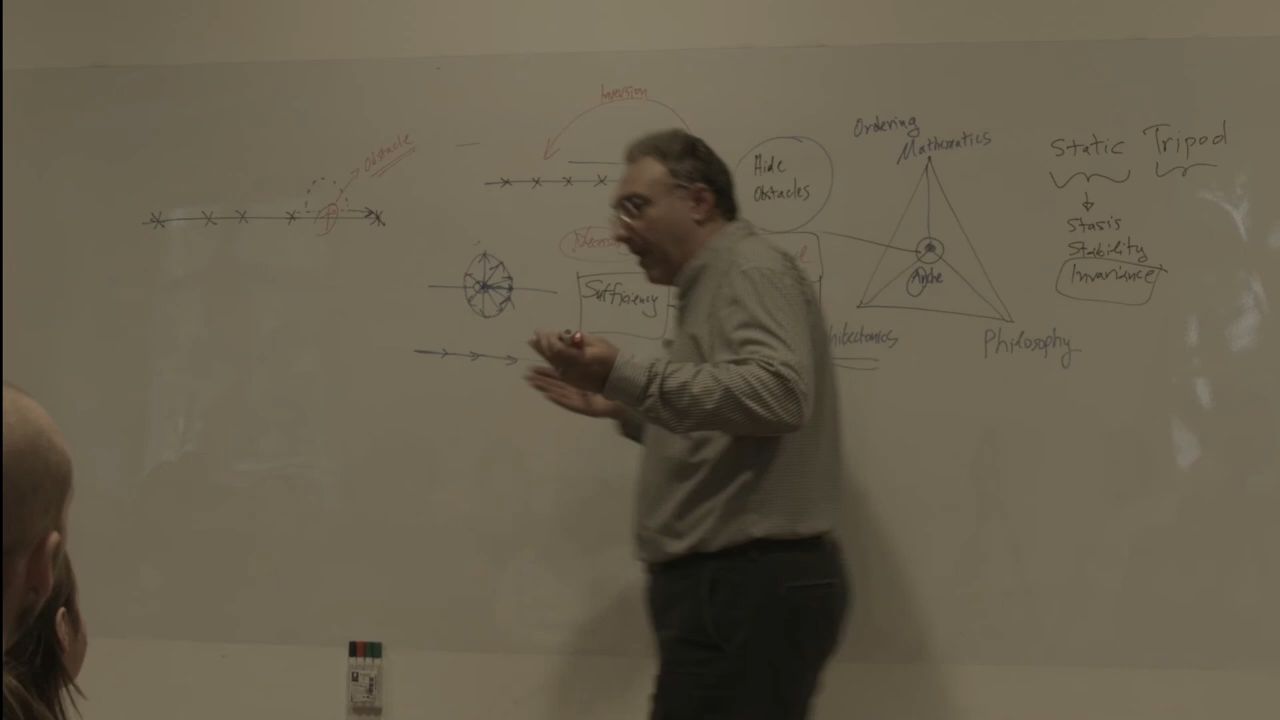 Obstacle
Inversion
Hide
Obstacles
Sufficiency
Ordering
Mathematics
Arche
Philosophy
Static Tripod
Stasis
Stability
Invariance